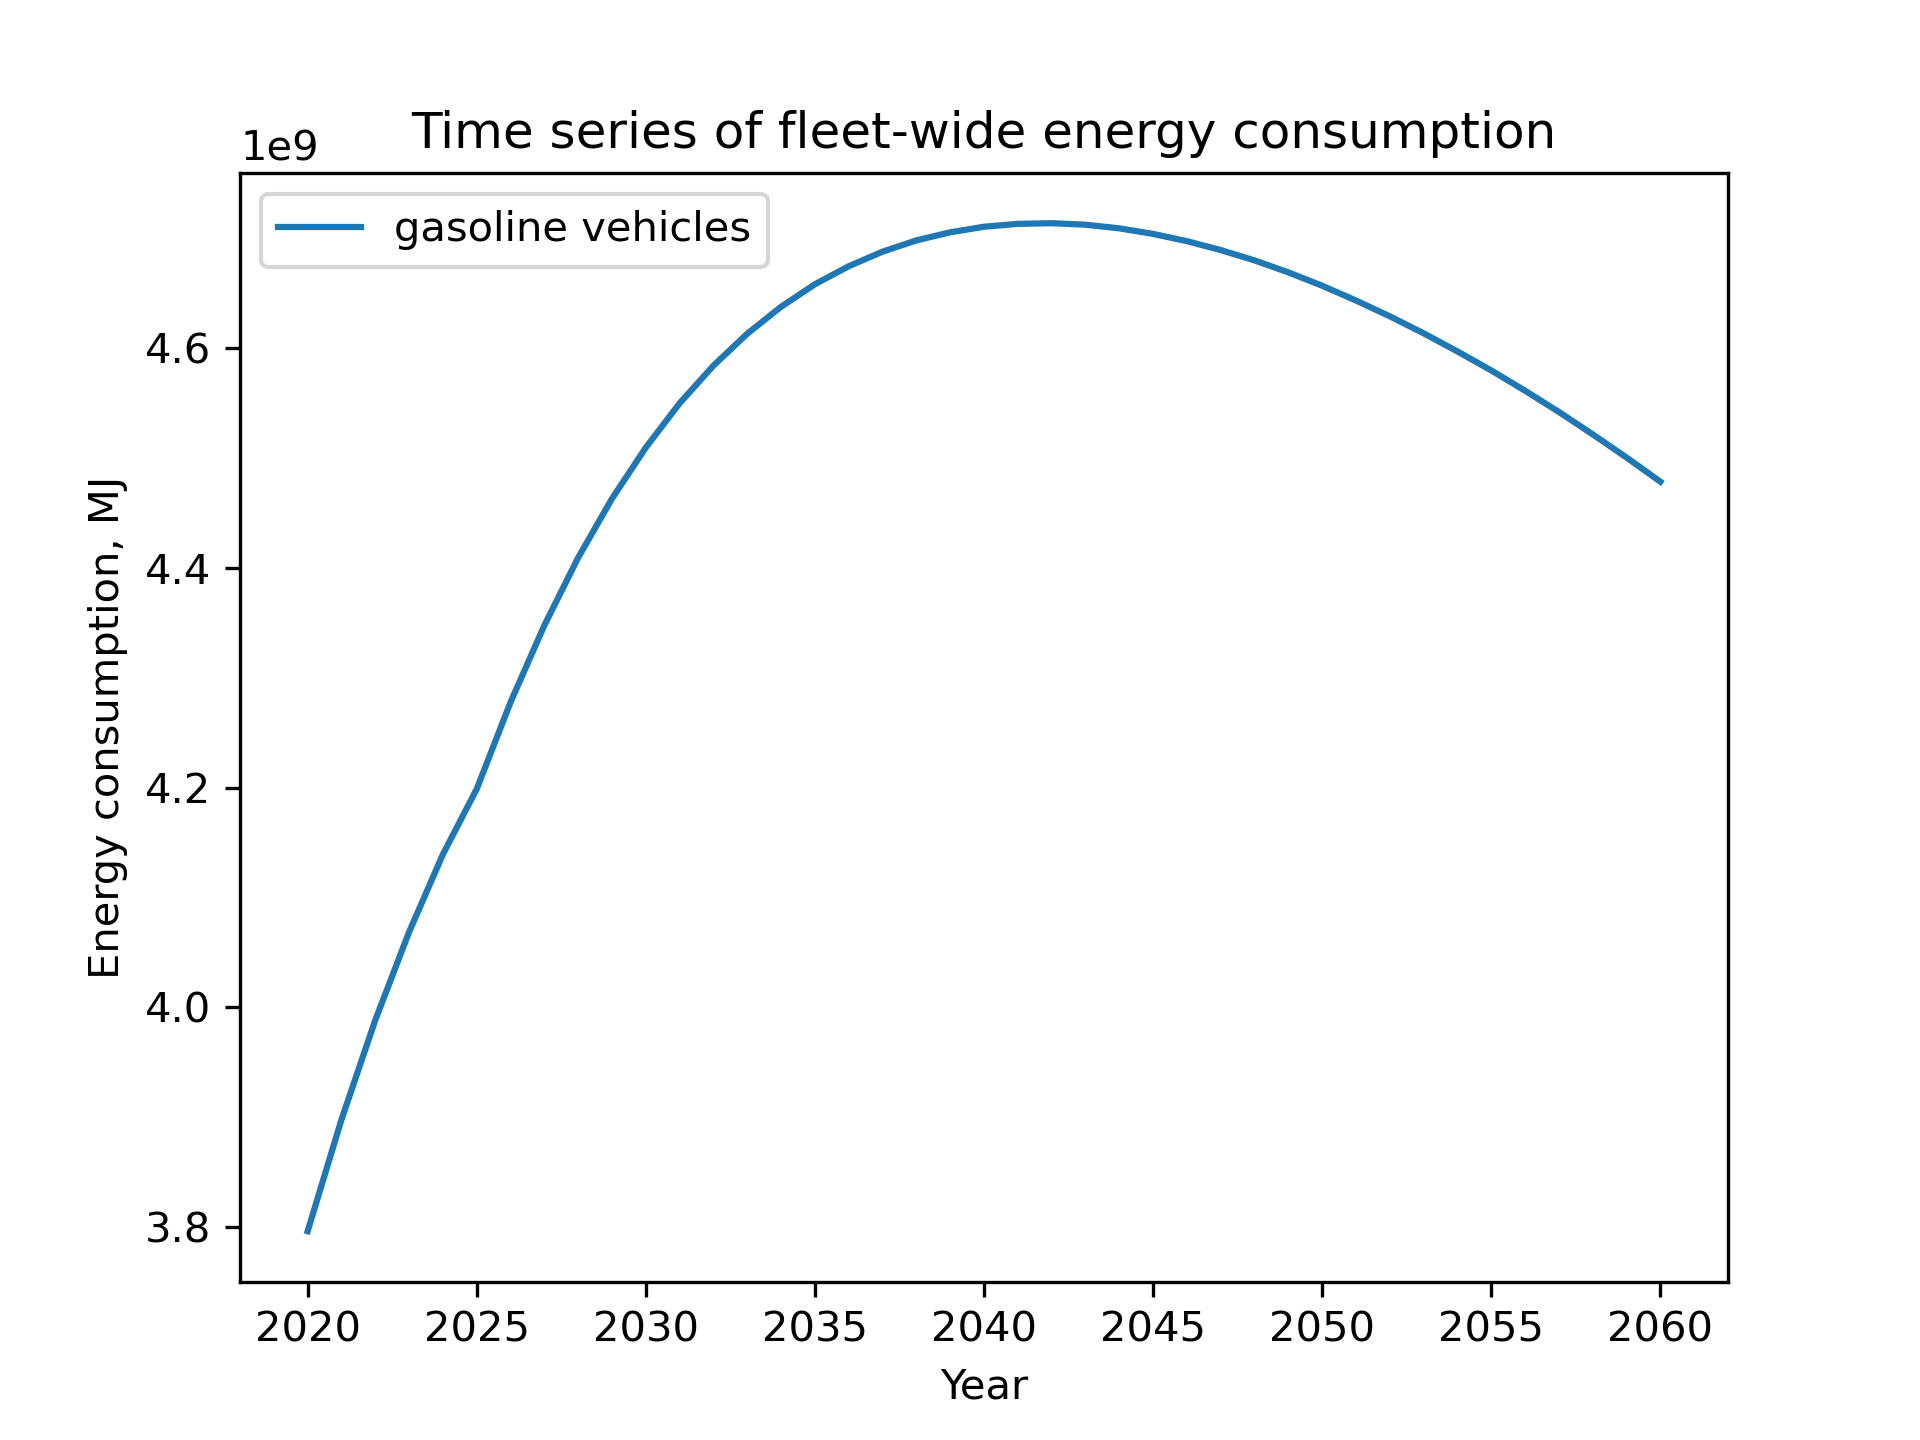 Time series of fleet-wide energy consumption
1e9
gasoline vehicles
4.6
4.4
4.2
4.0
3.8
Energy consumption, MJ
2020 2025 2030 2035 2040 2045 2050 2055 2060
Year